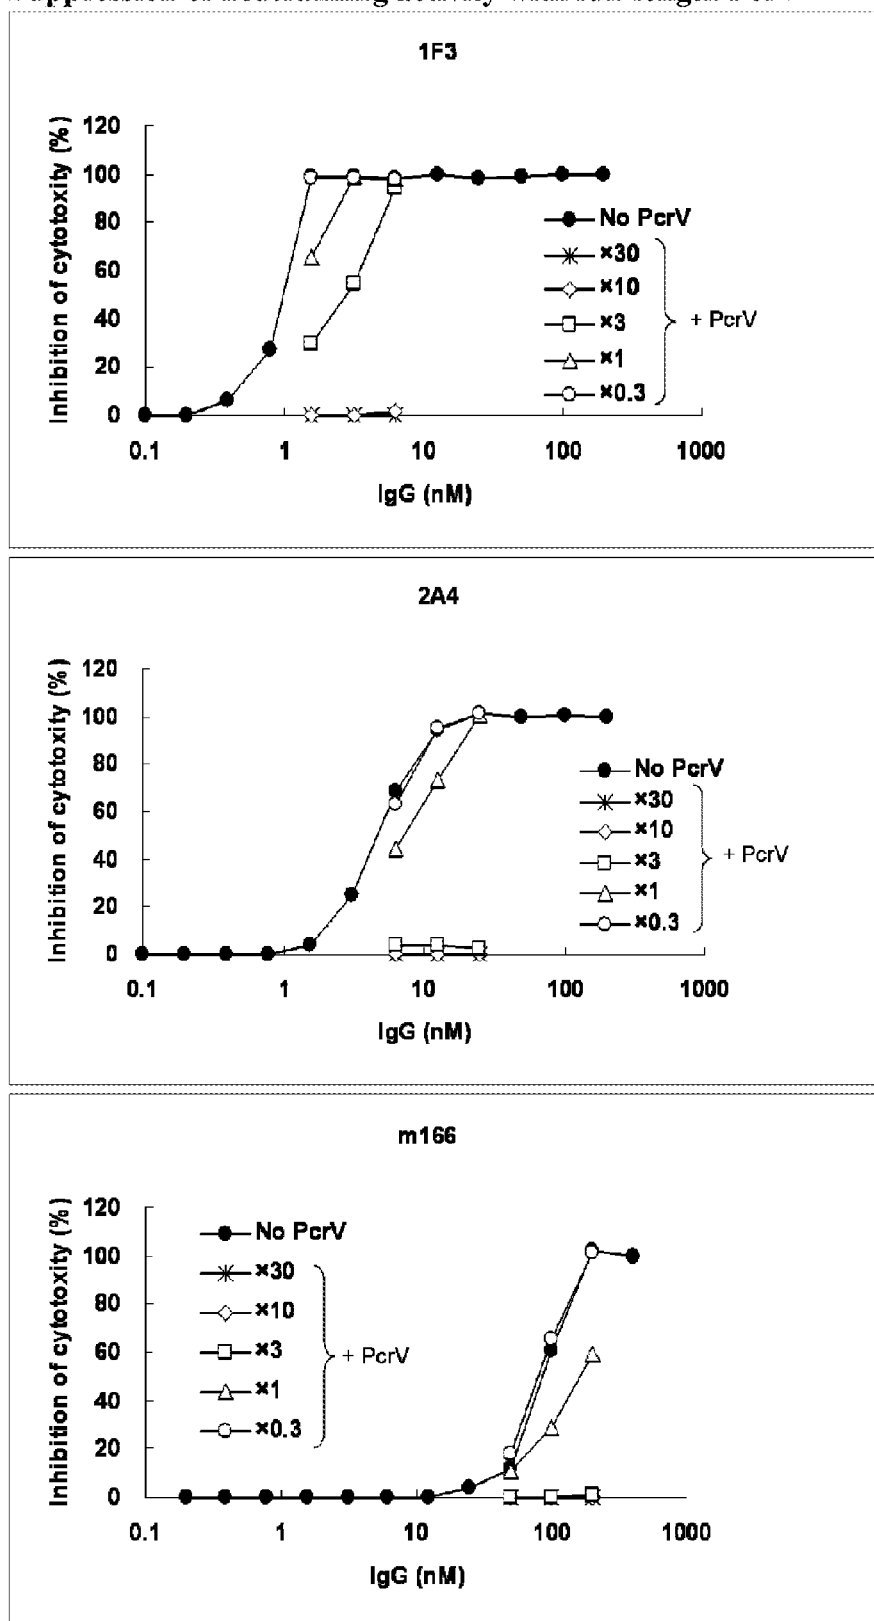 1F3
Inhibition of cytotoxity (%)
120
100
80
60
40
20
0
0.1 1 10 100 1000
IgG (nM)
No PcrV
×30
×10
×3
×1
×0.3
+ PcrV
2A4
Inhibition of cytotoxity (%)
120
100
80
60
40
20
0
0.1 1 10 100 1000
IgG (nM)
No PcrV
×30
×10
×3
×1
×0.3
+ PcrV
m166
Inhibition of cytotoxity (%)
120
100
80
60
40
20
0
0.1 1 10 100 1000
IgG (nM)
No PcrV
×30
×10
×3
×1
×0.3
+ PcrV